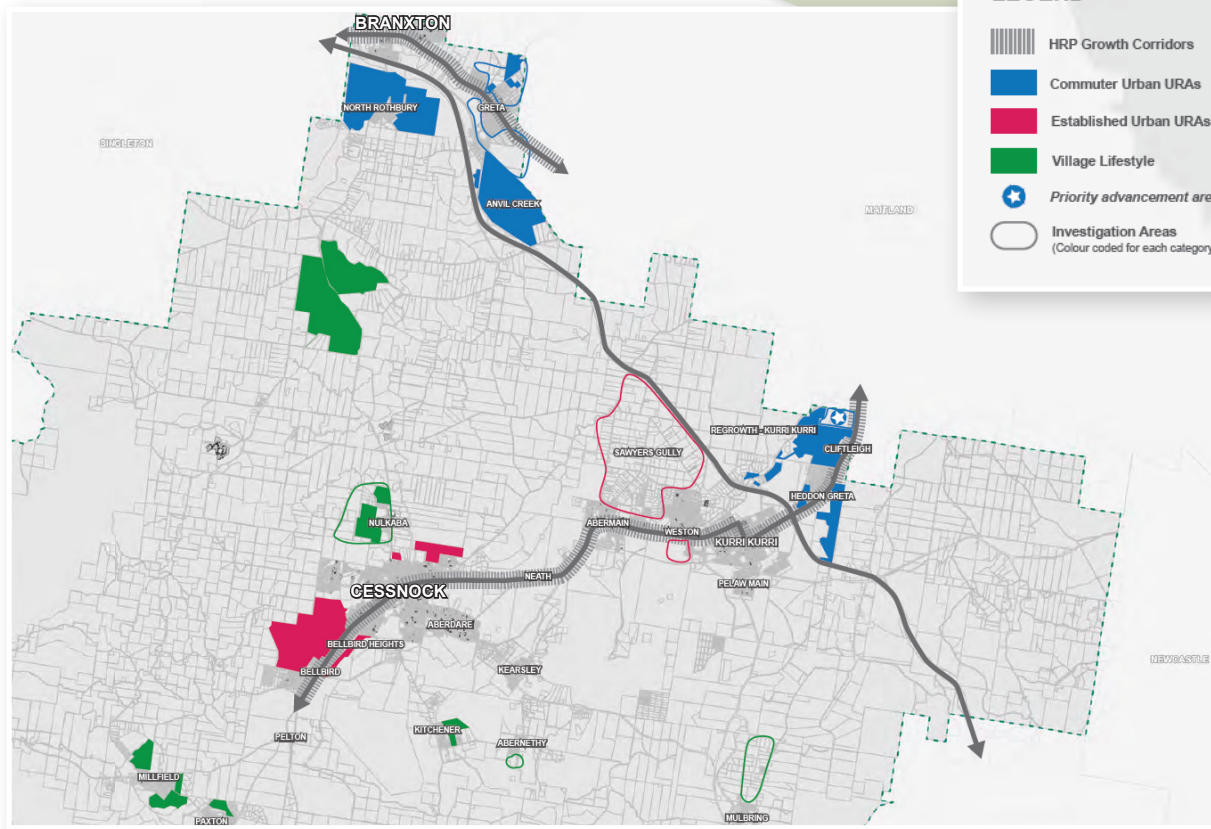 LEGEND
HRP Growth Corridors
Commuter Urban URAs
Established Urban URAs
Village Lifestyle
Priority advancement are
Investigation Areas
(Colour coded for each category
BRANXTON
NORTH ROTHBURY
GRETA
SINGLETON
ANVIL CREEK
MAITLAND
REGROWTH - KURRI KURRI
CLIFTLEIGH
SAWYERS GULLY
HEDDON GRETA
NULKABA
ABERMAIN
WESTON
KURRI KURRI
NEATH
PELAW MAIN
CESSNOCK
ABERDARE
BELLBIRD HEIGHTS
BELLBIRD
KEARSLEY
NEWCASTLE
PELTON
KITCHENER
ABERNETHY
MILLFIELD
PAXTON
MULBRING